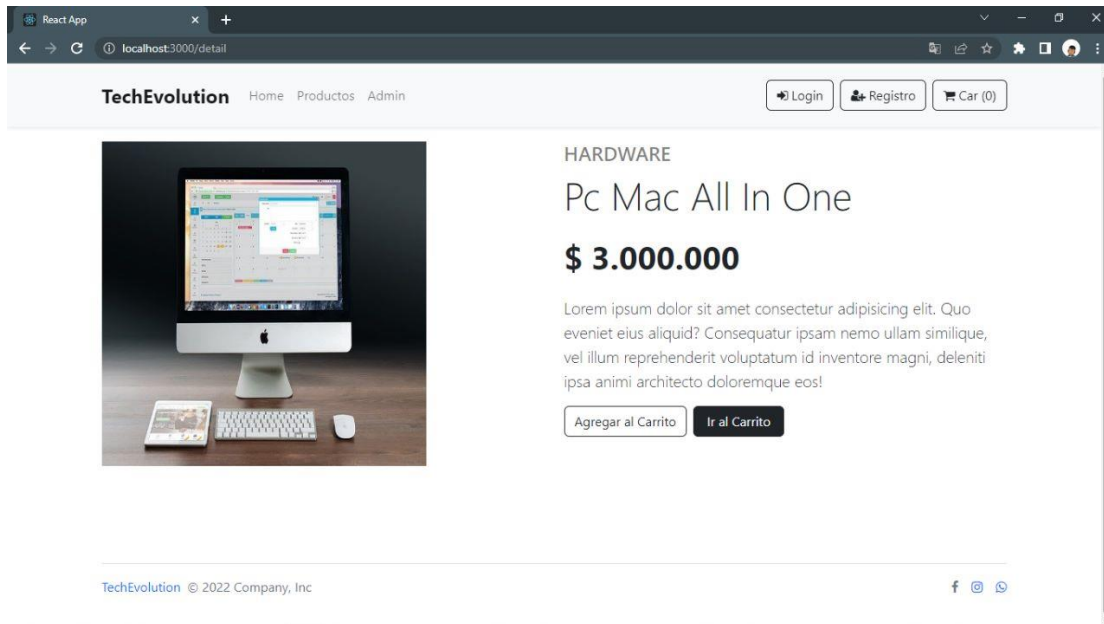 React App
localhost:3000/detail
TechEvolution Home Productos Admin Login Registro Car (0)
HARDWARE
Pc Mac All In One
$ 3.000.000
Lorem ipsum dolor sit amet consectetur adipisicing elit. Quo
eveniet eius aliquid? Consequatur ipsam nemo ullam similique,
vel illum reprehenderit voluptatum id inventore magni, deleniti
ipsa animi architecto doloremque eos!
Agregar al Carrito Ir al Carrito
TechEvolution © 2022 Company, Inc